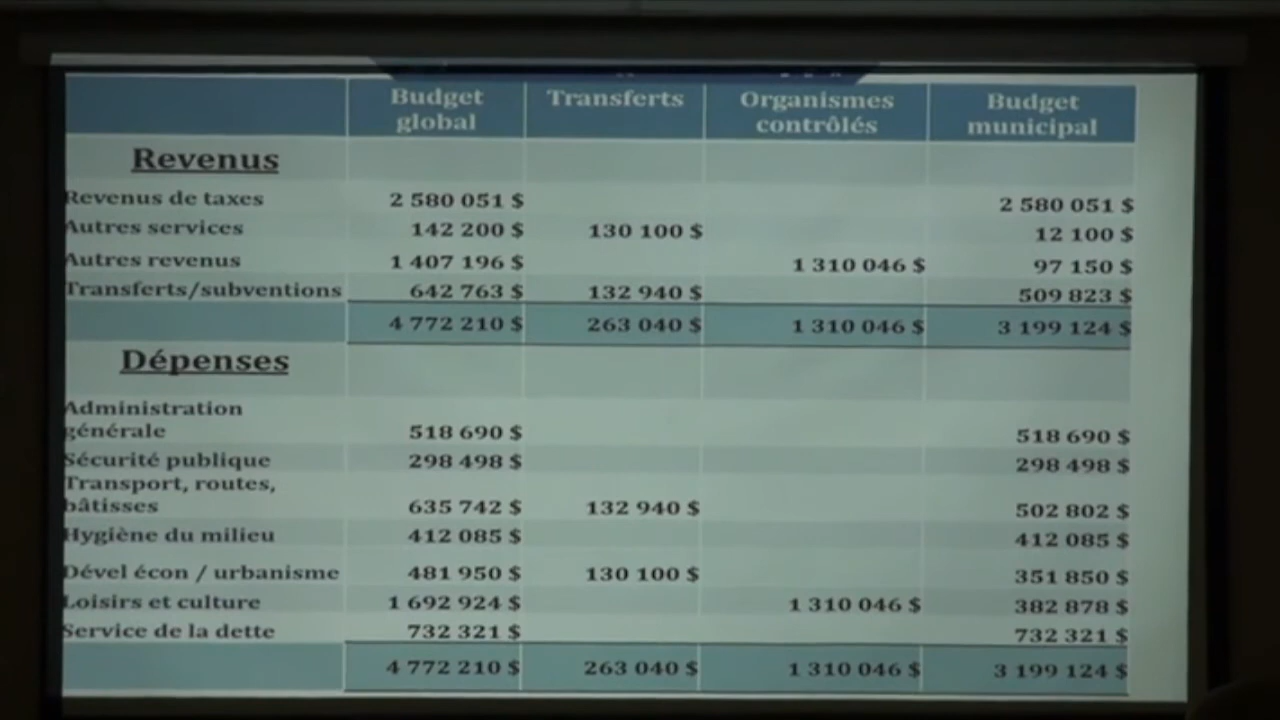 Budget global Transferts Organismes contrôlés Budget municipal
Revenus
Revenus de taxes 2 580 051 $ 2 580 051 $
Autres services 142 200 $ 130 100 $ 12 100 $
Autres revenus 1 407 196 $ 1 310 046 $ 97 150 $
Transferts/subventions 642 763 $ 132 940 $ 509 823 $
4 772 210 $ 263 040 $ 1 310 046 $ 3 199 124 $
Dépenses
Administration
générale 518 690 $ 518 690 $
Sécurité publique 298 498 $ 298 498 $
Transport, routes,
bâtisses 635 742 $ 132 940 $ 502 802 $
Hygiène du milieu 412 085 $ 412 085 $
Dével écon / urbanisme 481 950 $ 130 100 $ 351 850 $
Loisirs et culture 1 692 924 $ 1 310 046 $ 382 878 $
Service de la dette 732 321 $ 732 321 $
4 772 210 $ 263 040 $ 1 310 046 $ 3 199 124 $